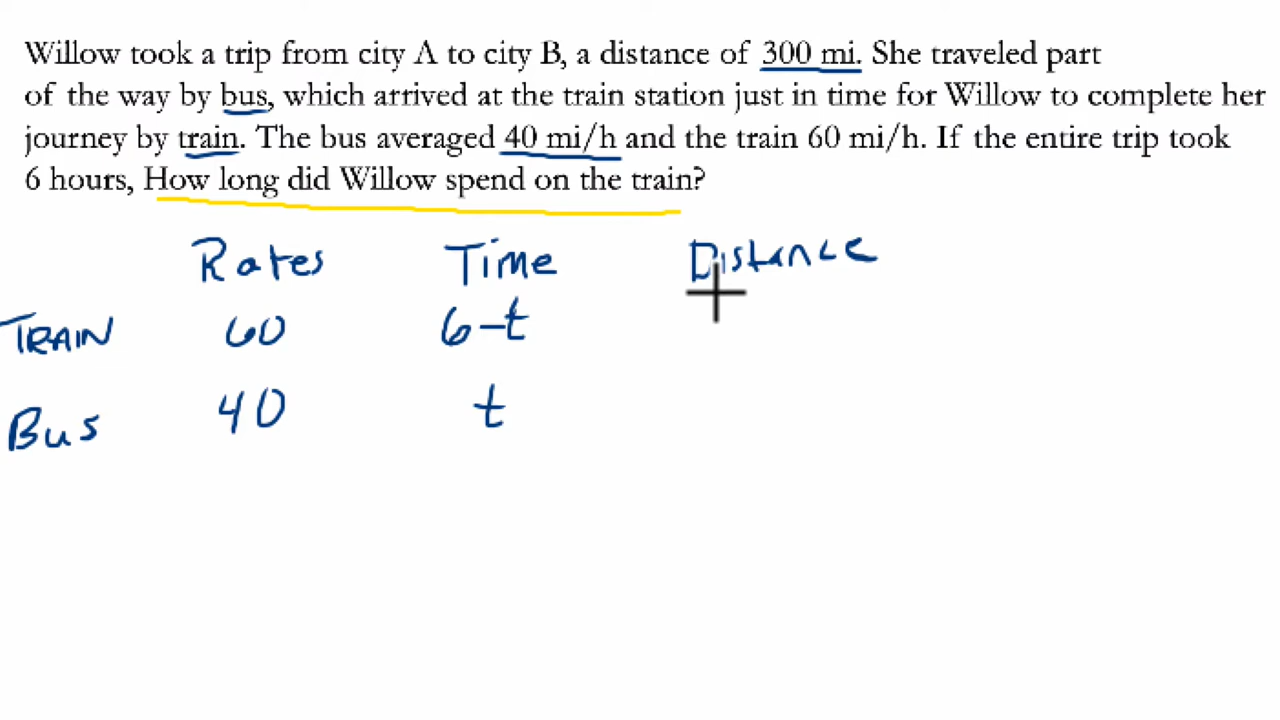 Willow took a trip from city A to city B, a distance of 300 mi. She traveled part
of the way by bus, which arrived at the train station just in time for Willow to complete her
journey by train. The bus averaged 40 mi/h and the train 60 mi/h. If the entire trip took
6 hours, How long did Willow spend on the train?
Rates Time Distance
TRAIN 60 6-t
Bus 40 t